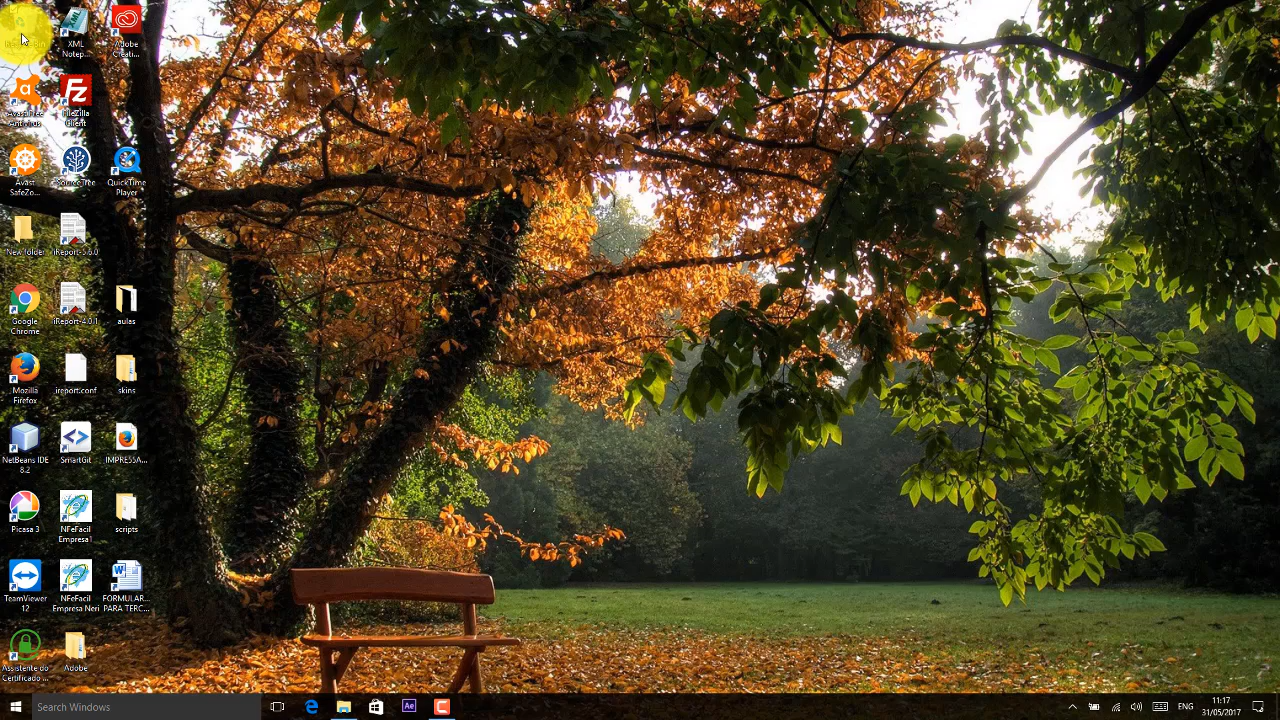 XML
Notep...
Adobe
Creati...
Avast Free
Antivirus
FileZilla
Client
Avast
SafeZo...
SourceTree
QuickTime
Player
New folder
iReport-5.6.0
Google
Chrome
iReport-4.0.1
aulas
Mozilla
Firefox
ireport.conf
skins
NetBeans IDE
8.2
SmartGit
IMPRESSA...
Picasa 3
NFeFacil
Empresa1
scripts
TeamViewer
12
NFeFacil
Empresa Neri
FORMULAR...
PARA TERC...
Assistente do
Certificado ...
Adobe
Search Windows
ENG
11:17
31/05/2017